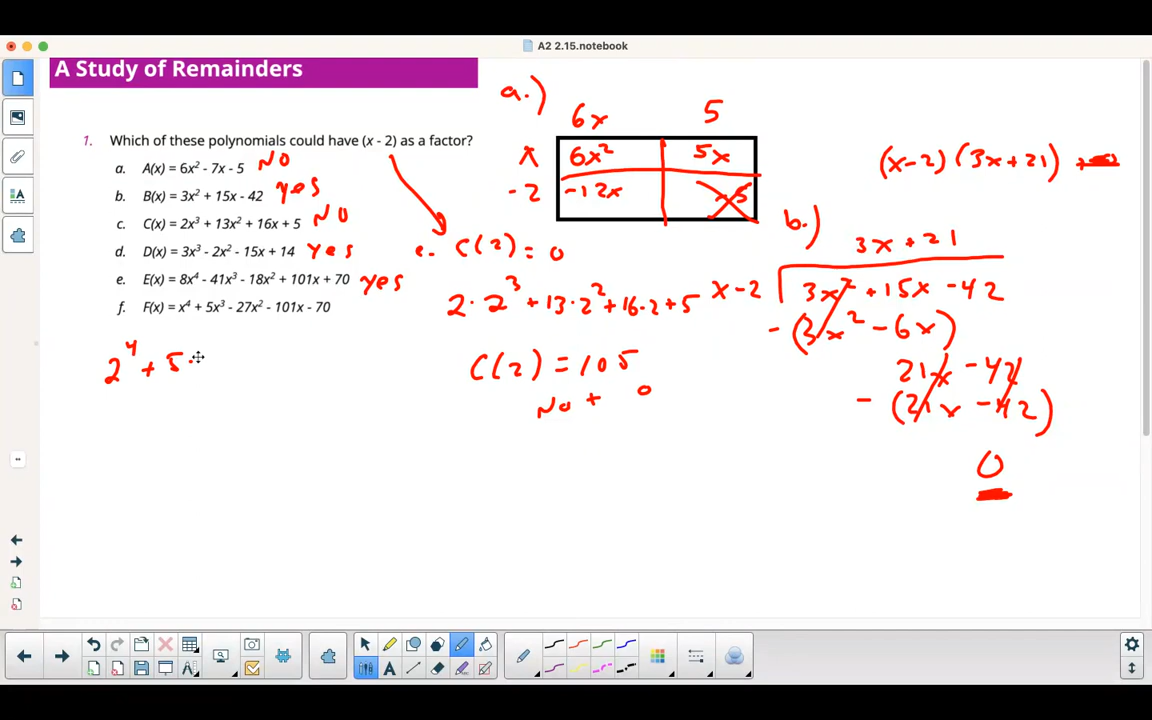 A2 2.15.notebook
A Study of Remainders
1. Which of these polynomials could have (x - 2) as a factor?
a. A(x) = 6x² - 7x - 5 NO
b. B(x) = 3x² + 15x - 42 yes
c. C(x) = 2x³ + 13x² + 16x + 5 NO
d. D(x) = 3x³ - 2x² - 15x + 14 yes
e. E(x) = 8x⁴ - 41x³ - 18x² + 101x + 70 yes
f. F(x) = x⁴ + 5x³ - 27x² - 101x - 70
2⁴ + 5 ·
a.)
6x 5
x 6x² 5x
-2 -12x -5
(x-2) (3x+21)
c. C(2) = 0
2 · 2³ + 13 · 2² + 16 · 2 + 5
C(2) = 105
No + 0
b.)
3x + 21
x - 2 3x² + 15x - 42
- (3x² - 6x)
21x - 42
- (21x - 42)
0